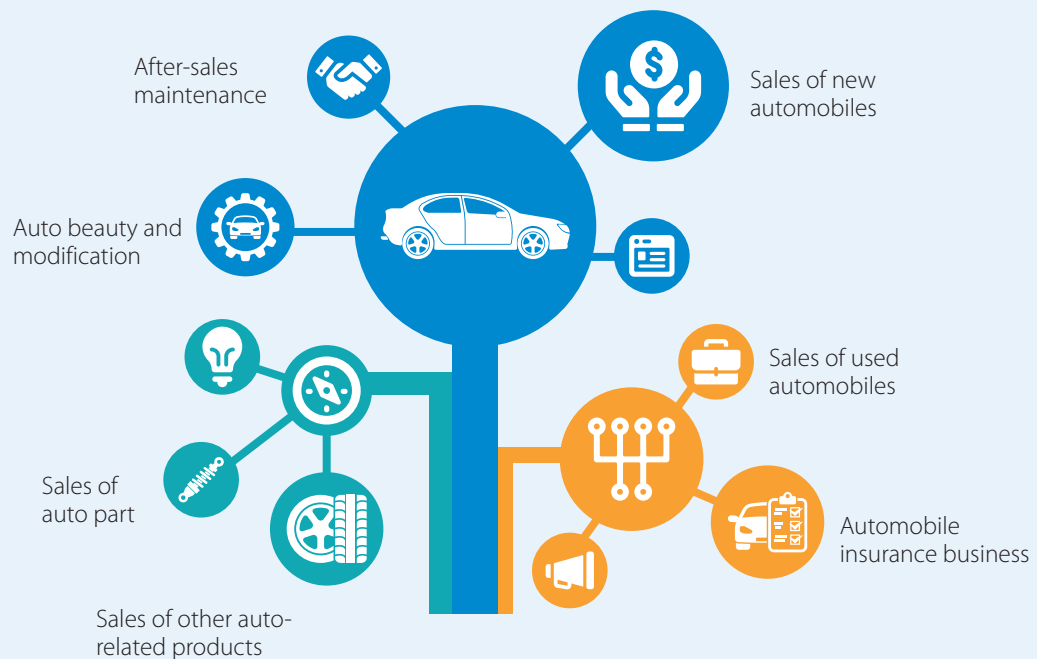 After-sales
maintenance
Sales of new
automobiles
Auto beauty and
modification
Sales of used
automobiles
Sales of
auto part
Automobile
insurance business
Sales of other auto-
related products